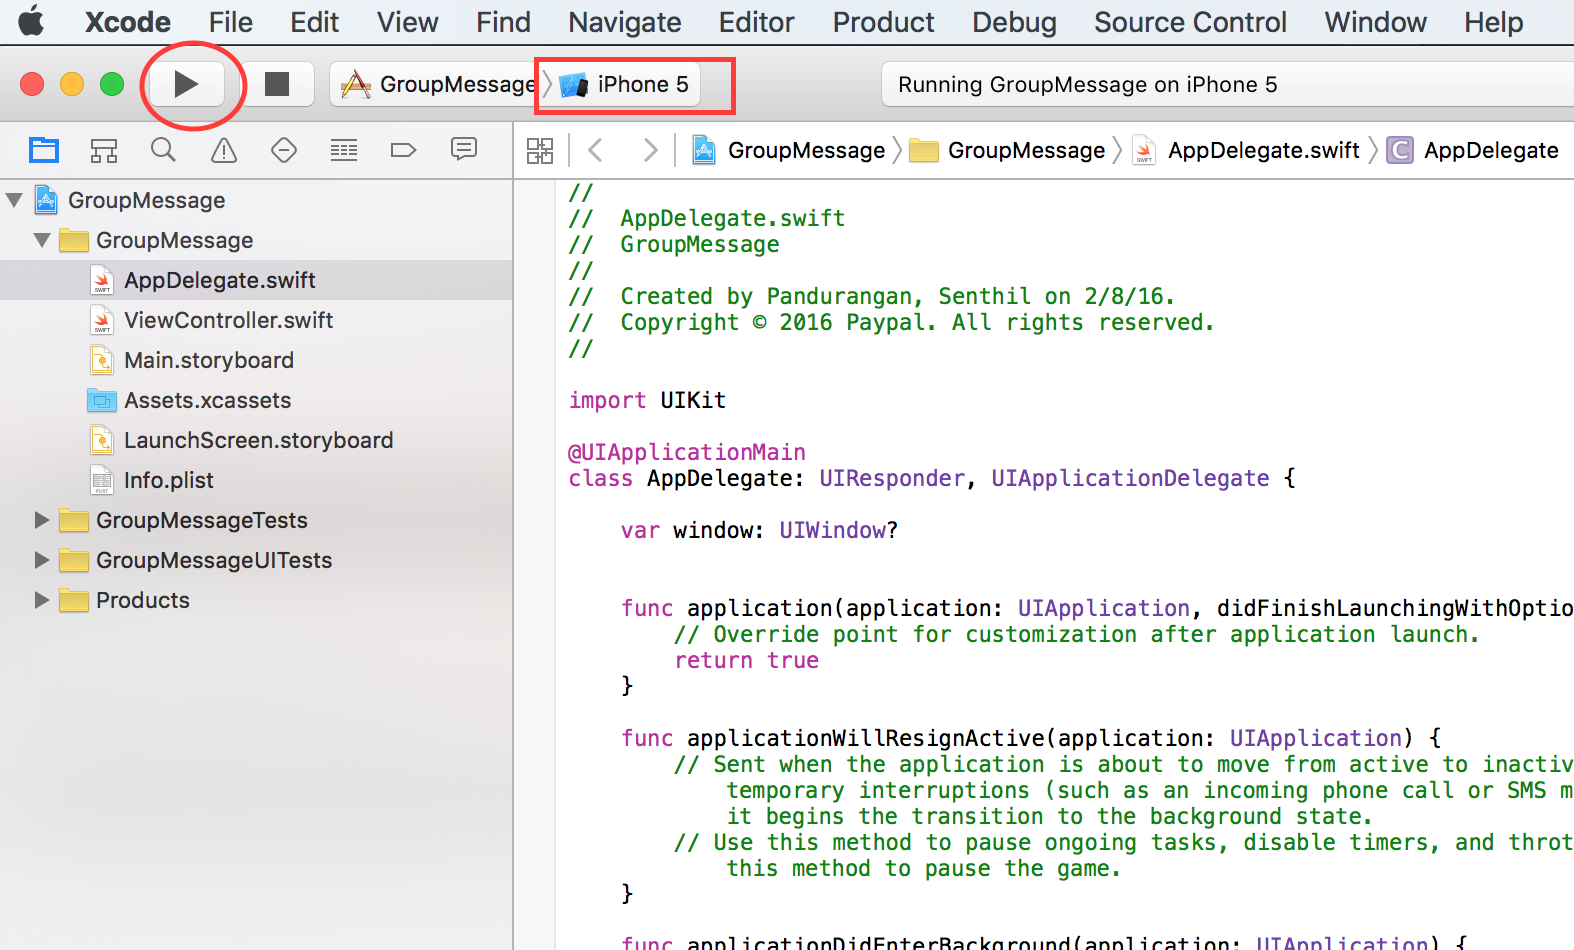 Xcode File Edit View Find Navigate Editor Product Debug Source Control Window Help
GroupMessage iPhone 5 Running GroupMessage on iPhone 5
GroupMessage GroupMessage AppDelegate.swift C AppDelegate
GroupMessage
GroupMessage
AppDelegate.swift
ViewController.swift
Main.storyboard
Assets.xcassets
LaunchScreen.storyboard
Info.plist
GroupMessageTests
GroupMessageUITests
Products
//
// AppDelegate.swift
// GroupMessage
//
// Created by Pandurangan, Senthil on 2/8/16.
// Copyright © 2016 Paypal. All rights reserved.
//
import UIKit
@UIApplicationMain
class AppDelegate: UIResponder, UIApplicationDelegate {
var window: UIWindow?
func application(application: UIApplication, didFinishLaunchingWithOptio
// Override point for customization after application launch.
return true
}
func applicationWillResignActive(application: UIApplication) {
// Sent when the application is about to move from active to inactiv
temporary interruptions (such as an incoming phone call or SMS m
it begins the transition to the background state.
// Use this method to pause ongoing tasks, disable timers, and throt
this method to pause the game.
}
func applicationDidEnterBackground(application: UIApplication) {